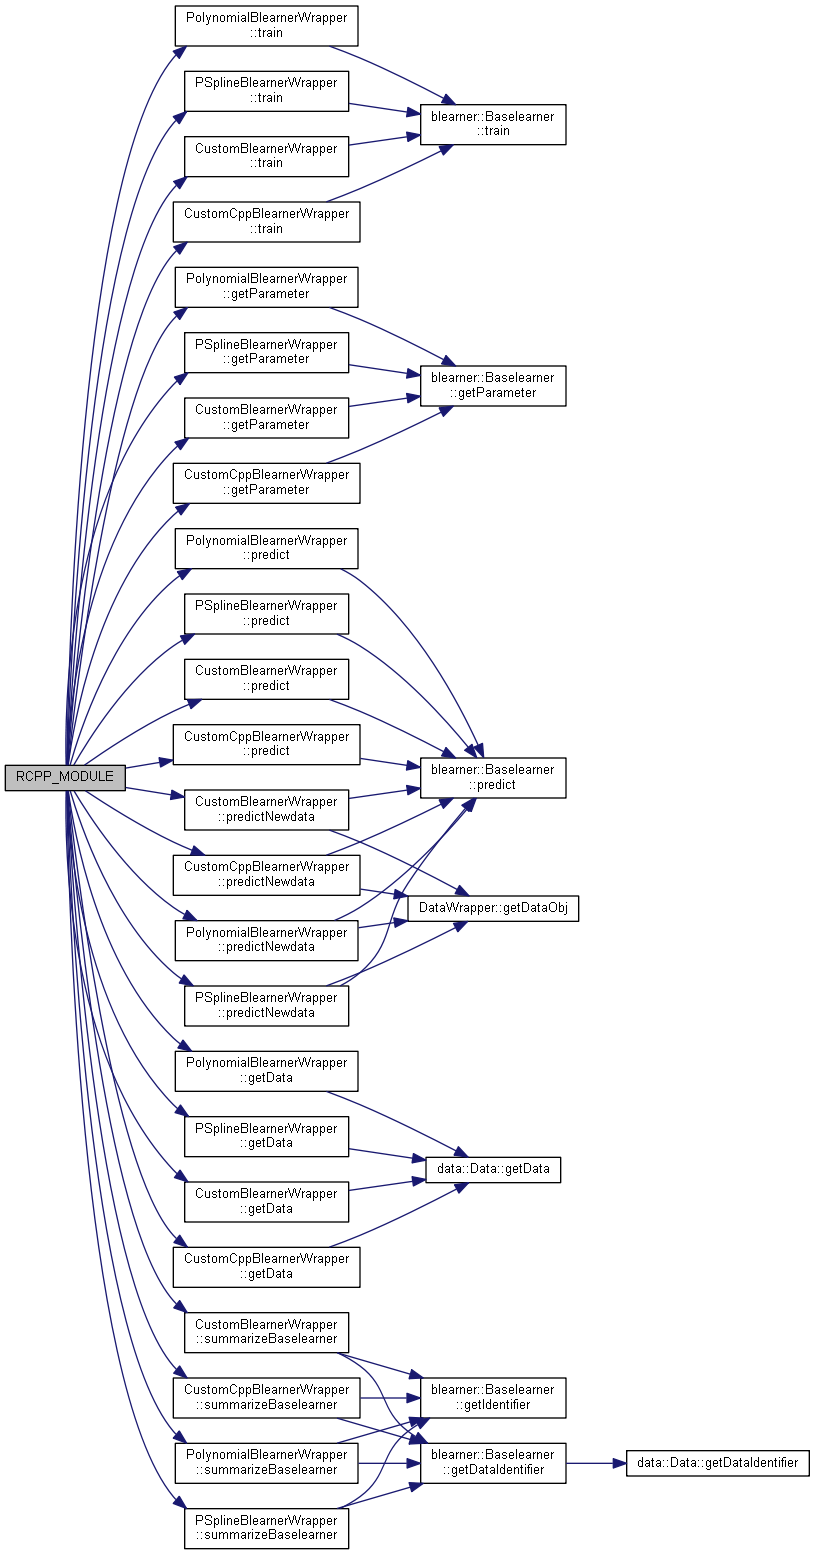 PolynomialBlearnerWrapper
::train
PSplineBlearnerWrapper
::train
blearner::Baselearner
::train
CustomBlearnerWrapper
::train
CustomCppBlearnerWrapper
::train
PolynomialBlearnerWrapper
::getParameter
PSplineBlearnerWrapper
::getParameter
blearner::Baselearner
::getParameter
CustomBlearnerWrapper
::getParameter
CustomCppBlearnerWrapper
::getParameter
PolynomialBlearnerWrapper
::predict
PSplineBlearnerWrapper
::predict
CustomBlearnerWrapper
::predict
CustomCppBlearnerWrapper
::predict
RCPP_MODULE
blearner::Baselearner
::predict
CustomBlearnerWrapper
::predictNewdata
CustomCppBlearnerWrapper
::predictNewdata
DataWrapper::getDataObj
PolynomialBlearnerWrapper
::predictNewdata
PSplineBlearnerWrapper
::predictNewdata
PolynomialBlearnerWrapper
::getData
PSplineBlearnerWrapper
::getData
data::Data::getData
CustomBlearnerWrapper
::getData
CustomCppBlearnerWrapper
::getData
CustomBlearnerWrapper
::summarizeBaselearner
CustomCppBlearnerWrapper
::summarizeBaselearner
blearner::Baselearner
::getIdentifier
PolynomialBlearnerWrapper
::summarizeBaselearner
blearner::Baselearner
::getDataIdentifier
data::Data::getDataIdentifier
PSplineBlearnerWrapper
::summarizeBaselearner